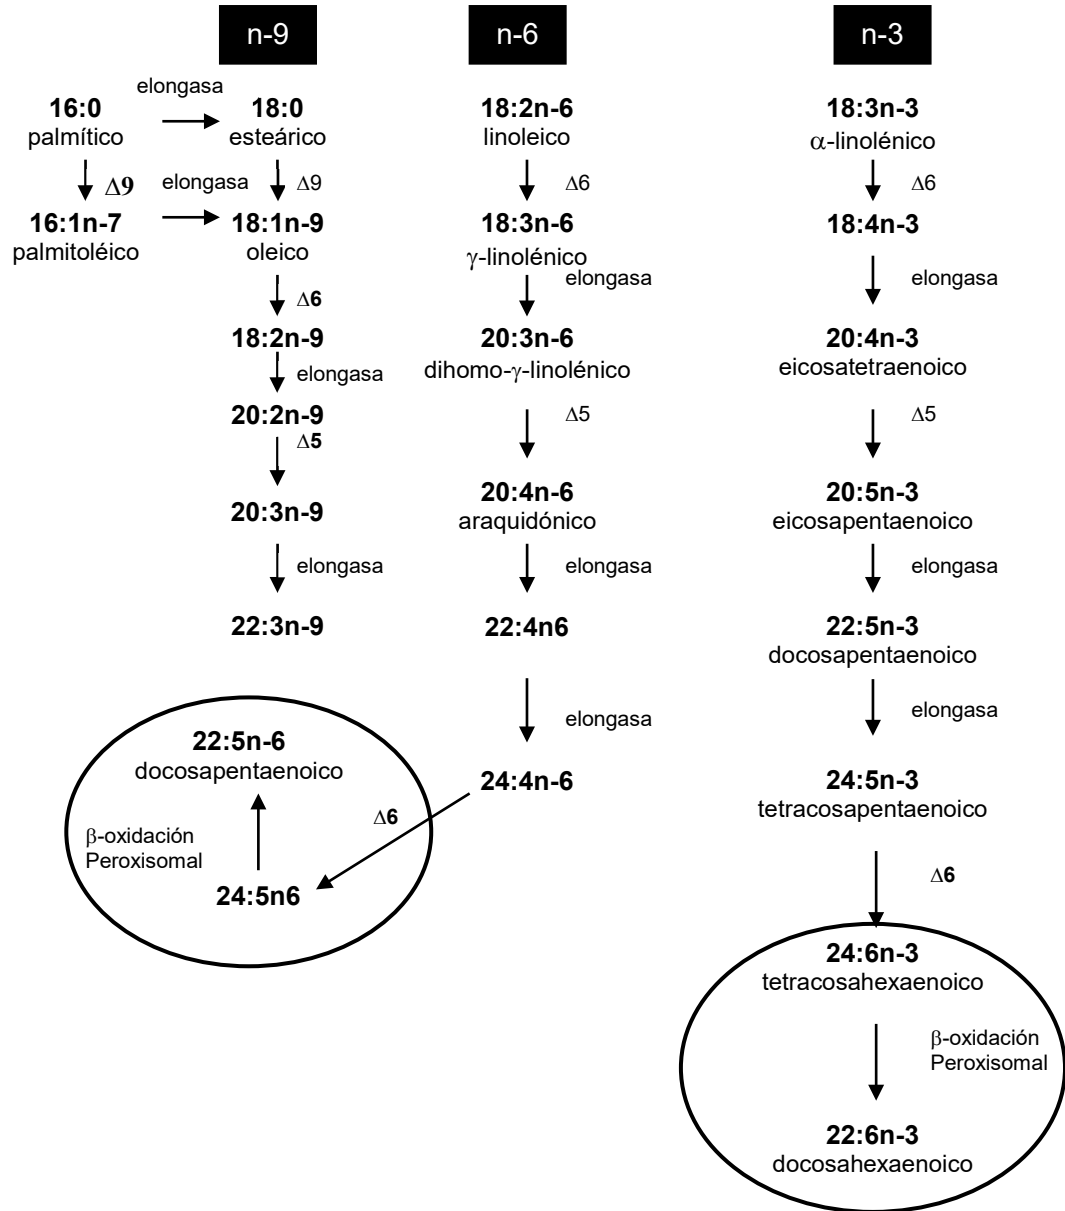 n-9
n-6
n-3
elongasa
16:0
palmítico
18:0
esteárico
18:2n-6
linoleico
18:3n-3
α-linolénico
Δ9
elongasa
Δ9
Δ6
Δ6
16:1n-7
palmitoléico
18:1n-9
oleico
18:3n-6
γ-linolénico
18:4n-3
Δ6
elongasa
elongasa
18:2n-9
20:3n-6
dihomo-γ-linolénico
20:4n-3
eicosatetraenoico
elongasa
20:2n-9
Δ5
Δ5
Δ5
20:3n-9
20:4n-6
araquidónico
20:5n-3
eicosapentaenoico
elongasa
elongasa
elongasa
22:3n-9
22:4n6
22:5n-3
docosapentaenoico
elongasa
elongasa
22:5n-6
docosapentaenoico
24:4n-6
24:5n-3
tetracosapentaenoico
Δ6
β-oxidación
Peroxisomal
24:5n6
Δ6
24:6n-3
tetracosahexaenoico
β-oxidación
Peroxisomal
22:6n-3
docosahexaenoico